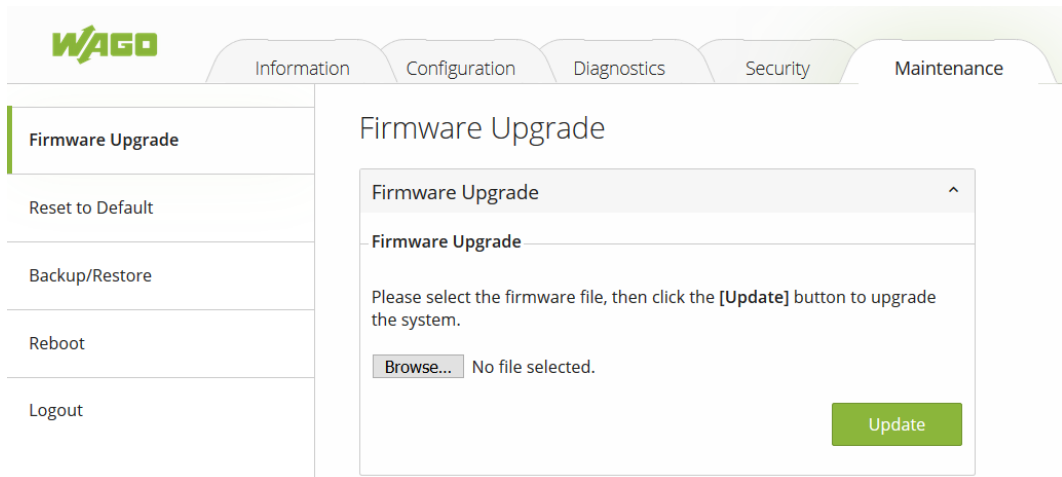 WAGO
Information Configuration Diagnostics Security Maintenance
Firmware Upgrade
Reset to Default
Backup/Restore
Reboot
Logout
Firmware Upgrade
Firmware Upgrade
Firmware Upgrade
Please select the firmware file, then click the [Update] button to upgrade
the system.
Browse... No file selected.
Update